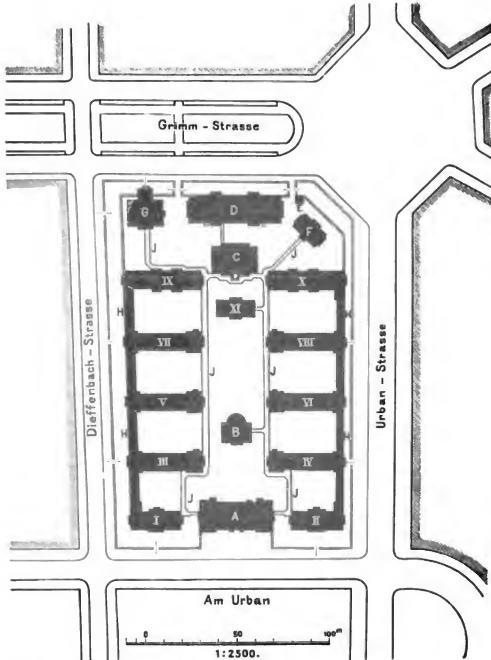 Grimm - Strasse
G
D
E
F
J
C
J
IX
X
H
XI
H
VII
VIII
Dieffenbach - Strasse
J
J
Urban - Strasse
V
VI
H
B
H
III
IV
J
J
I
A
II
Am Urban
0 50 100m
1:2500.